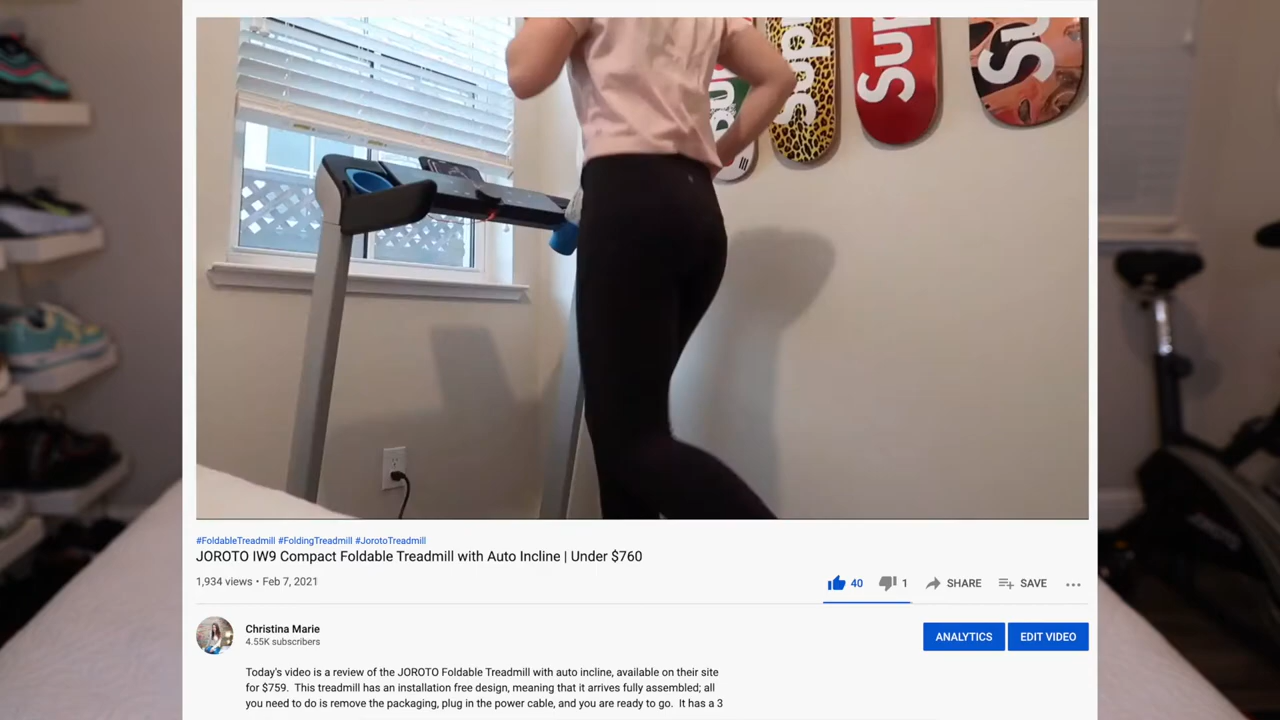 Sup
Sup
Su
#FoldableTreadmill #FoldingTreadmill #JorotoTreadmill
JOROTO IW9 Compact Foldable Treadmill with Auto Incline | Under $760
1,934 views • Feb 7, 2021
40 1 SHARE SAVE
Christina Marie
4.55K subscribers
ANALYTICS EDIT VIDEO
Today's video is a review of the JOROTO Foldable Treadmill with auto incline, available on their site
for $759. This treadmill has an installation free design, meaning that it arrives fully assembled; all
you need to do is remove the packaging, plug in the power cable, and you are ready to go. It has a 3